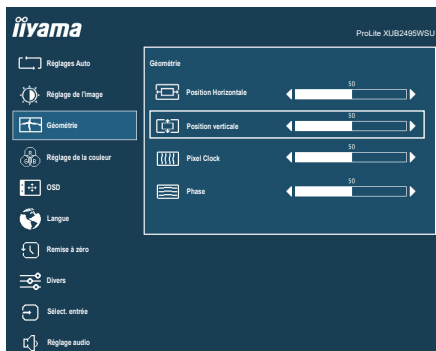 iiyama
ProLite XUB2495WSU
Réglages Auto
Réglage de l'image
Géométrie
Réglage de la couleur
OSD
Langue
Remise à zéro
Divers
Sélect. entrée
Réglage audio
Géométrie
Position Horizontale
50
Position verticale
50
Pixel Clock
50
Phase
50